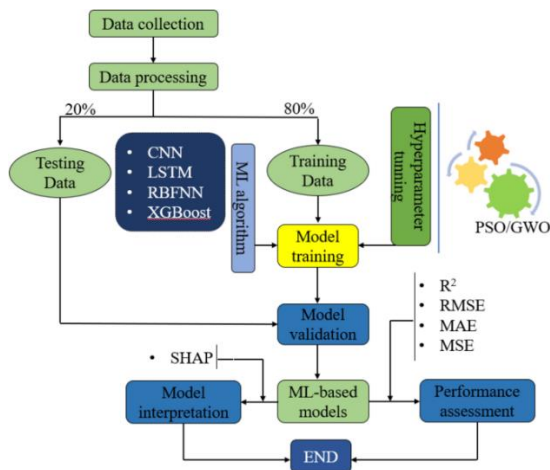 Data collection
Data processing
20%
80%
Testing
Data
• CNN
• LSTM
• RBFNN
• XGBoost
ML algorithm
Training
Data
Hyperparameter
tunning
PSO/GWO
Model
training
Model
validation
• R²
• RMSE
• MAE
• MSE
• SHAP
Model
interpretation
ML-based
models
Performance
assessment
END